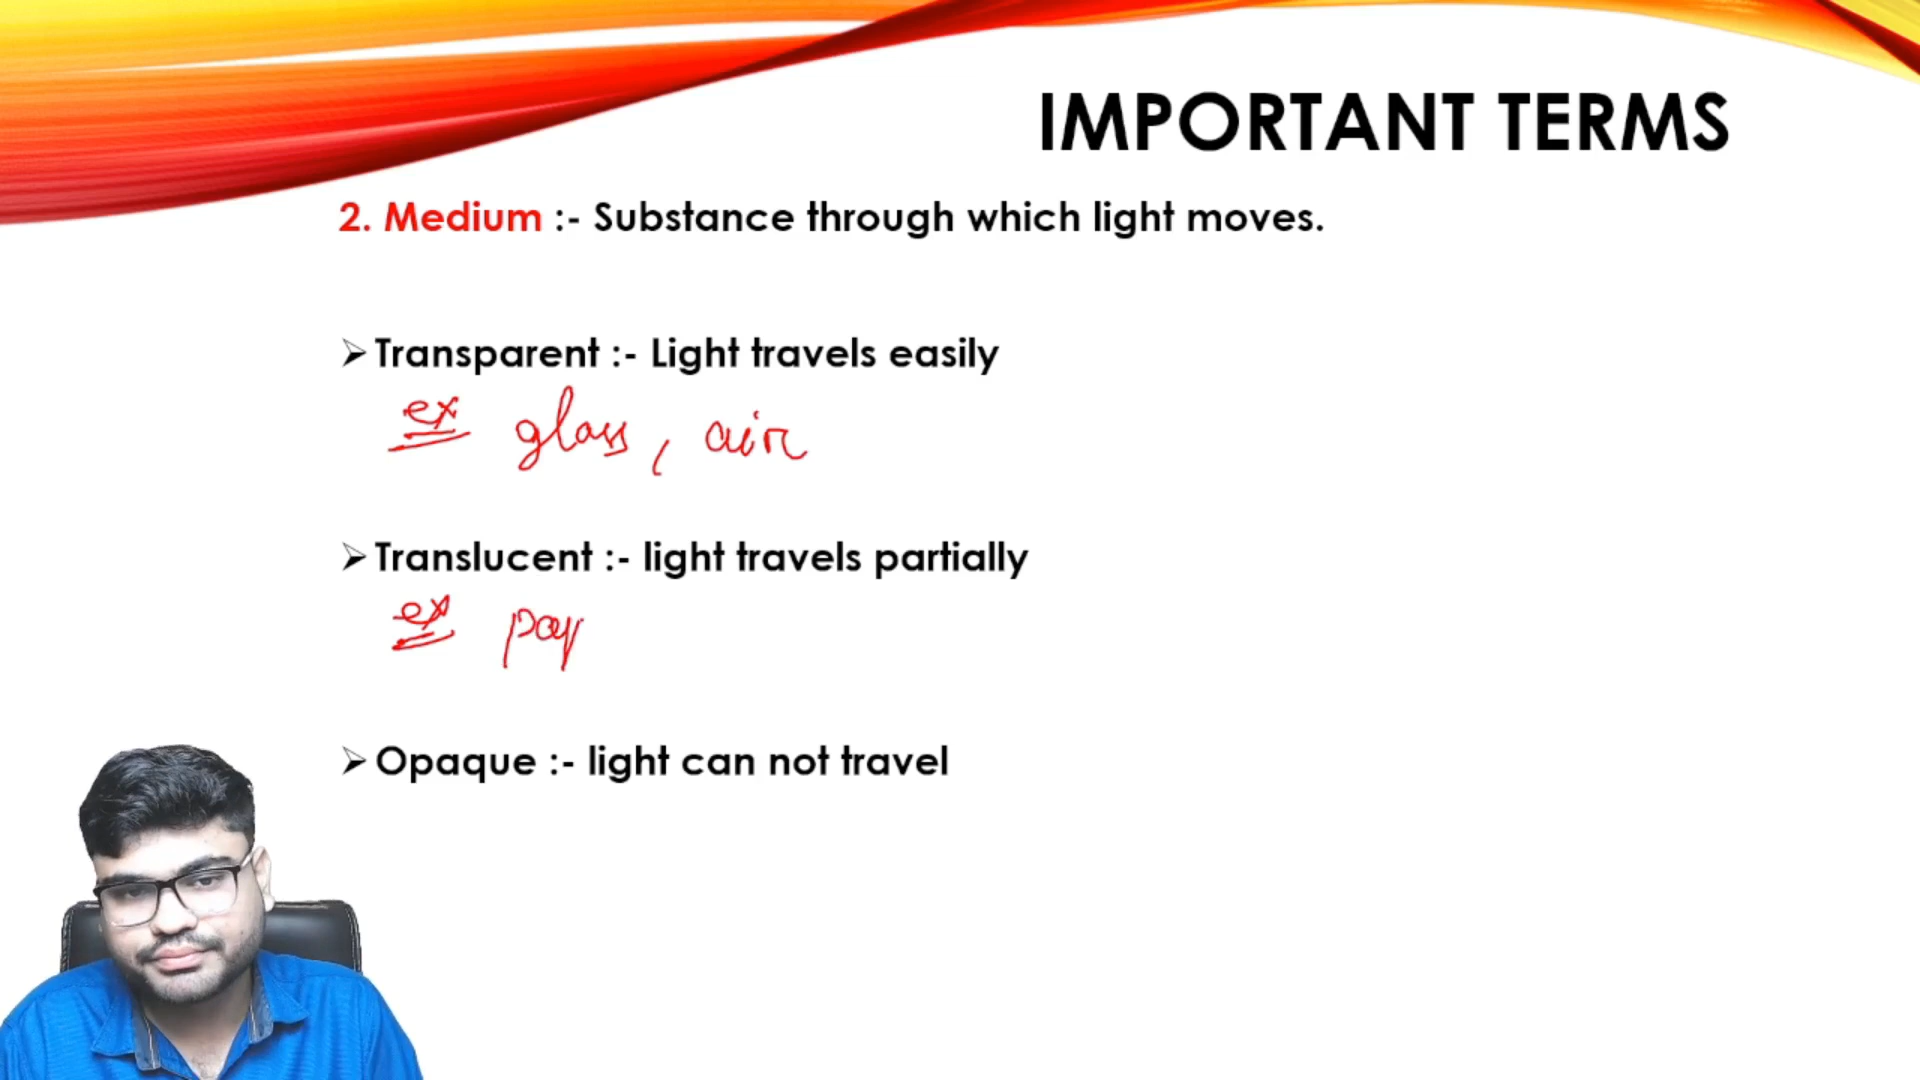 IMPORTANT TERMS
2. Medium :- Substance through which light moves.
Transparent :- Light travels easily
ex glass, air
Translucent :- light travels partially
ex pap
Opaque :- light can not travel